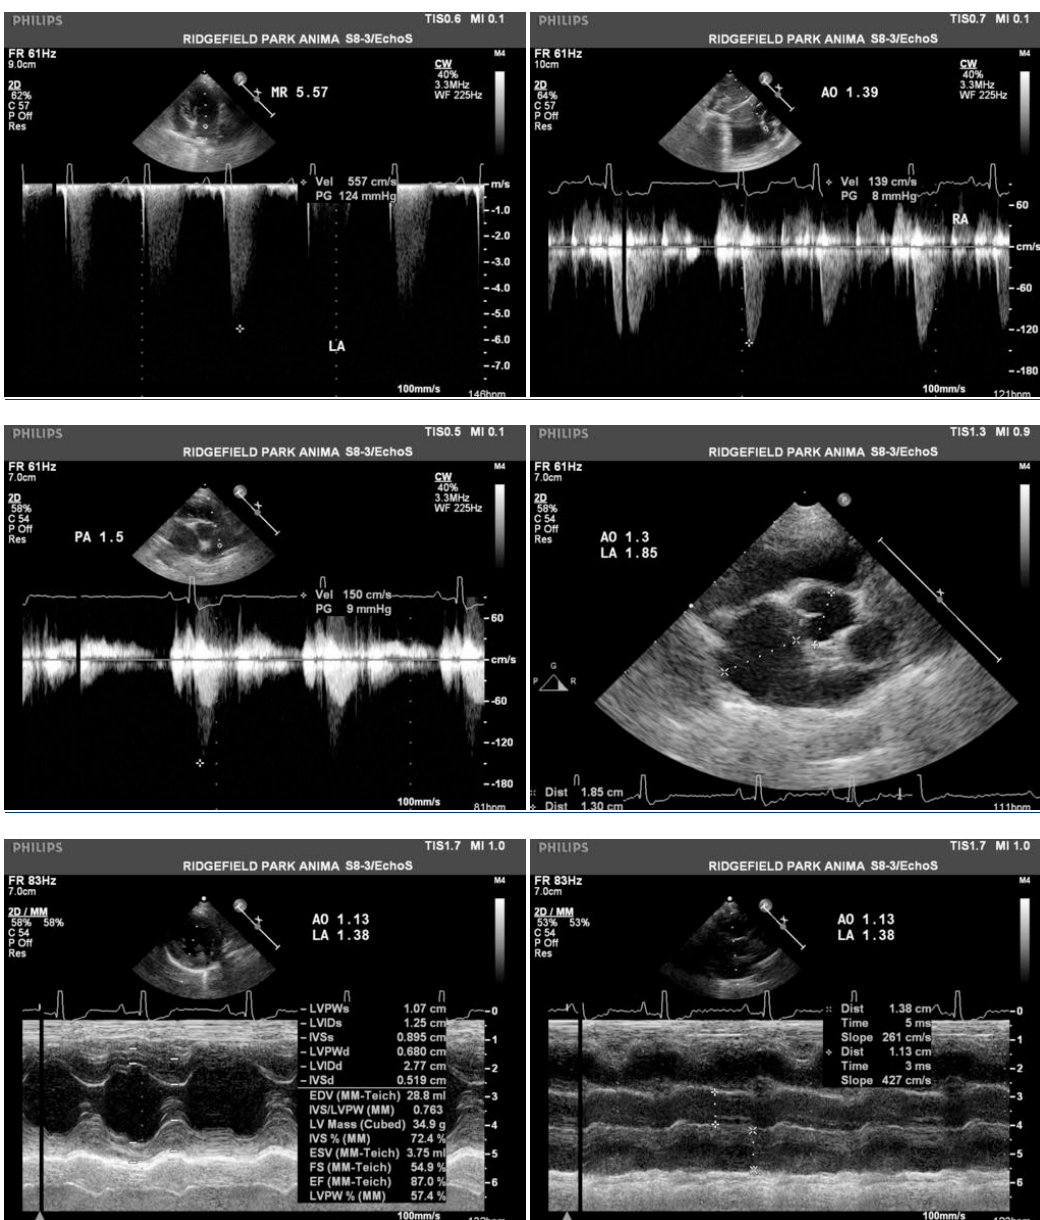 PHILIPS
TIS0.6 MI 0.1
RIDGEFIELD PARK ANIMA S8-3/EchoS
FR 61Hz
9.0cm
2D
62%
C 57
P Off
Res
M4
CW
40%
3.3MHz
WF 225Hz
MR 5.57
Vel 557 cm/s
PG 124 mmHg
m/s
-1.0
-2.0
-3.0
-4.0
-5.0
-6.0
-7.0
LA
100mm/s
146bpm
PHILIPS
TIS0.7 MI 0.1
RIDGEFIELD PARK ANIMA S8-3/EchoS
FR 61Hz
10cm
2D
64%
C 57
P Off
Res
M4
CW
40%
3.3MHz
WF 225Hz
AO 1.39
Vel 139 cm/s
PG 8 mmHg
RA
60
cm/s
-60
-120
-180
100mm/s
121bpm
PHILIPS
TIS0.5 MI 0.1
RIDGEFIELD PARK ANIMA S8-3/EchoS
FR 61Hz
7.0cm
2D
58%
C 54
P Off
Res
M4
CW
40%
3.3MHz
WF 225Hz
PA 1.5
Vel 150 cm/s
PG 9 mmHg
60
cm/s
-60
-120
-180
100mm/s
81bpm
PHILIPS
TIS1.3 MI 0.9
RIDGEFIELD PARK ANIMA S8-3/EchoS
FR 61Hz
7.0cm
2D
58%
C 54
P Off
Res
M4
AO 1.3
LA 1.85
G
P R
Dist 1.85 cm
Dist 1.30 cm
111bpm
PHILIPS
TIS1.7 MI 1.0
RIDGEFIELD PARK ANIMA S8-3/EchoS
FR 83Hz
7.0cm
2D / MM
58% 58%
C 54
P Off
Res
M4
AO 1.13
LA 1.38
LVPWs 1.07 cm
LVIDs 1.25 cm
IVSs 0.895 cm
LVPWd 0.680 cm
LVIDd 2.77 cm
IVSd 0.519 cm
EDV (MM-Teich) 28.8 ml
IVS/LVPW (MM) 0.763
LV Mass (Cubed) 34.9 g
IVS % (MM) 72.4 %
ESV (MM-Teich) 3.75 ml
FS (MM-Teich) 54.9 %
EF (MM-Teich) 87.0 %
LVPW % (MM) 57.4 %
0
1
2
3
4
5
6
100mm/s
PHILIPS
TIS1.7 MI 1.0
RIDGEFIELD PARK ANIMA S8-3/EchoS
FR 83Hz
7.0cm
2D / MM
53% 53%
C 54
P Off
Res
M4
AO 1.13
LA 1.38
Dist 1.38 cm
Time 5 ms
Slope 261 cm/s
Dist 1.13 cm
Time 3 ms
Slope 427 cm/s
0
1
2
3
4
5
6
100mm/s